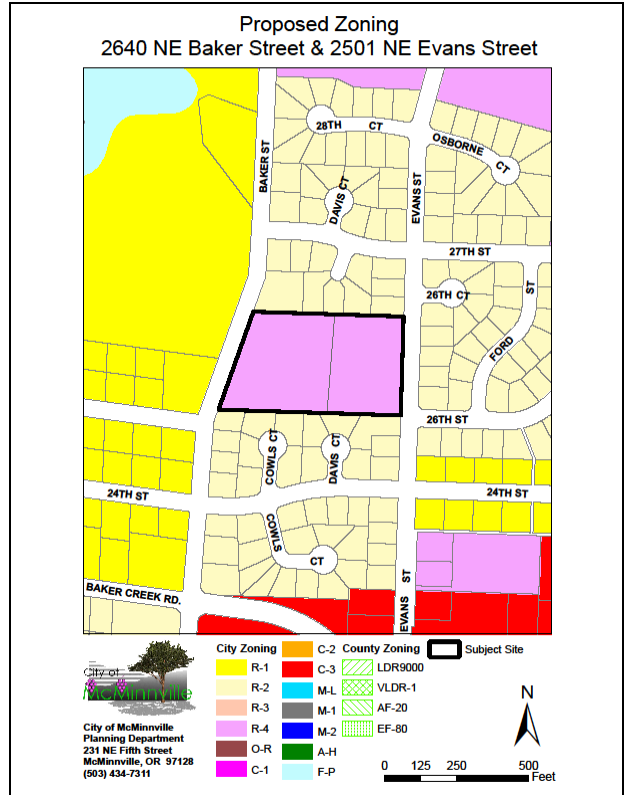 Proposed Zoning
2640 NE Baker Street & 2501 NE Evans Street
28TH CT
OSBORNE CT
BAKER ST
DAVIS CT
EVANS ST
27TH ST
26TH CT
ST
FORD
26TH ST
COWLS CT
DAVIS CT
24TH ST
24TH ST
COWLS
CT
EVANS ST
BAKER CREEK RD.
City of
McMinnville
City of McMinnville
Planning Department
231 NE Fifth Street
McMinnville, OR 97128
(503) 434-7311
City Zoning
R-1
R-2
R-3
R-4
O-R
C-1
C-2
C-3
M-L
M-1
M-2
A-H
F-P
County Zoning
LDR9000
VLDR-1
AF-20
EF-80
Subject Site
N
0 125 250 500
Feet